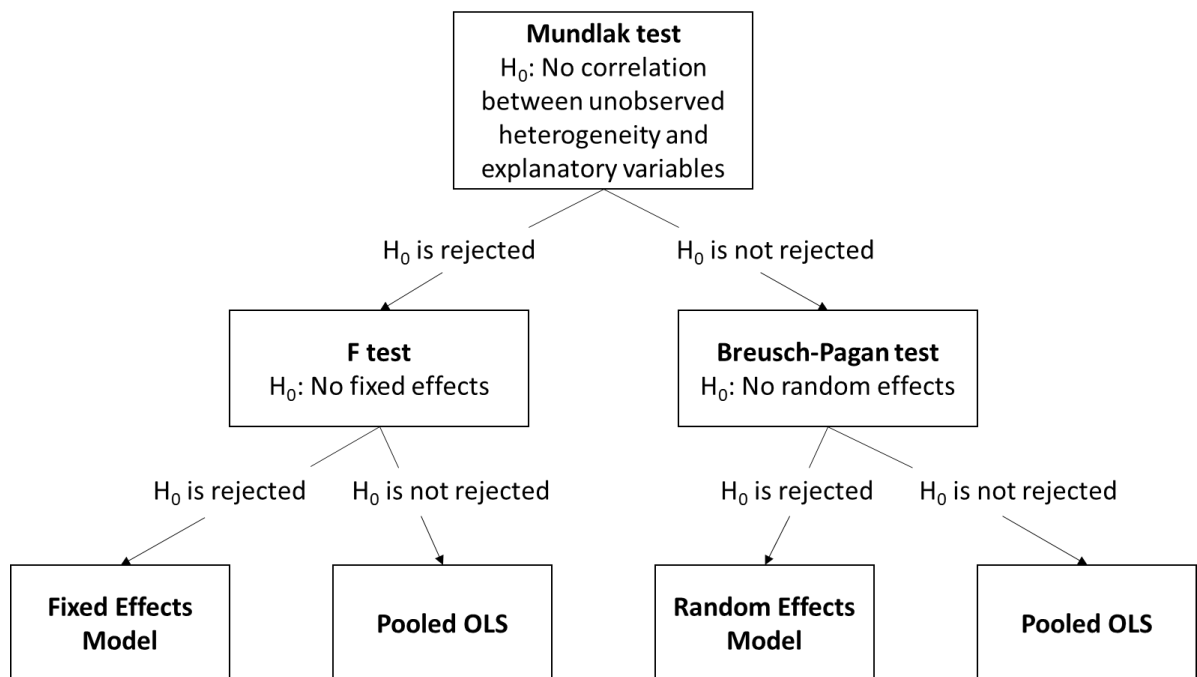 Mundlak test
H₀: No correlation
between unobserved
heterogeneity and
explanatory variables
H₀ is rejected
H₀ is not rejected
F test
H₀: No fixed effects
Breusch-Pagan test
H₀: No random effects
H₀ is rejected
H₀ is not rejected
H₀ is rejected
H₀ is not rejected
Fixed Effects
Model
Pooled OLS
Random Effects
Model
Pooled OLS